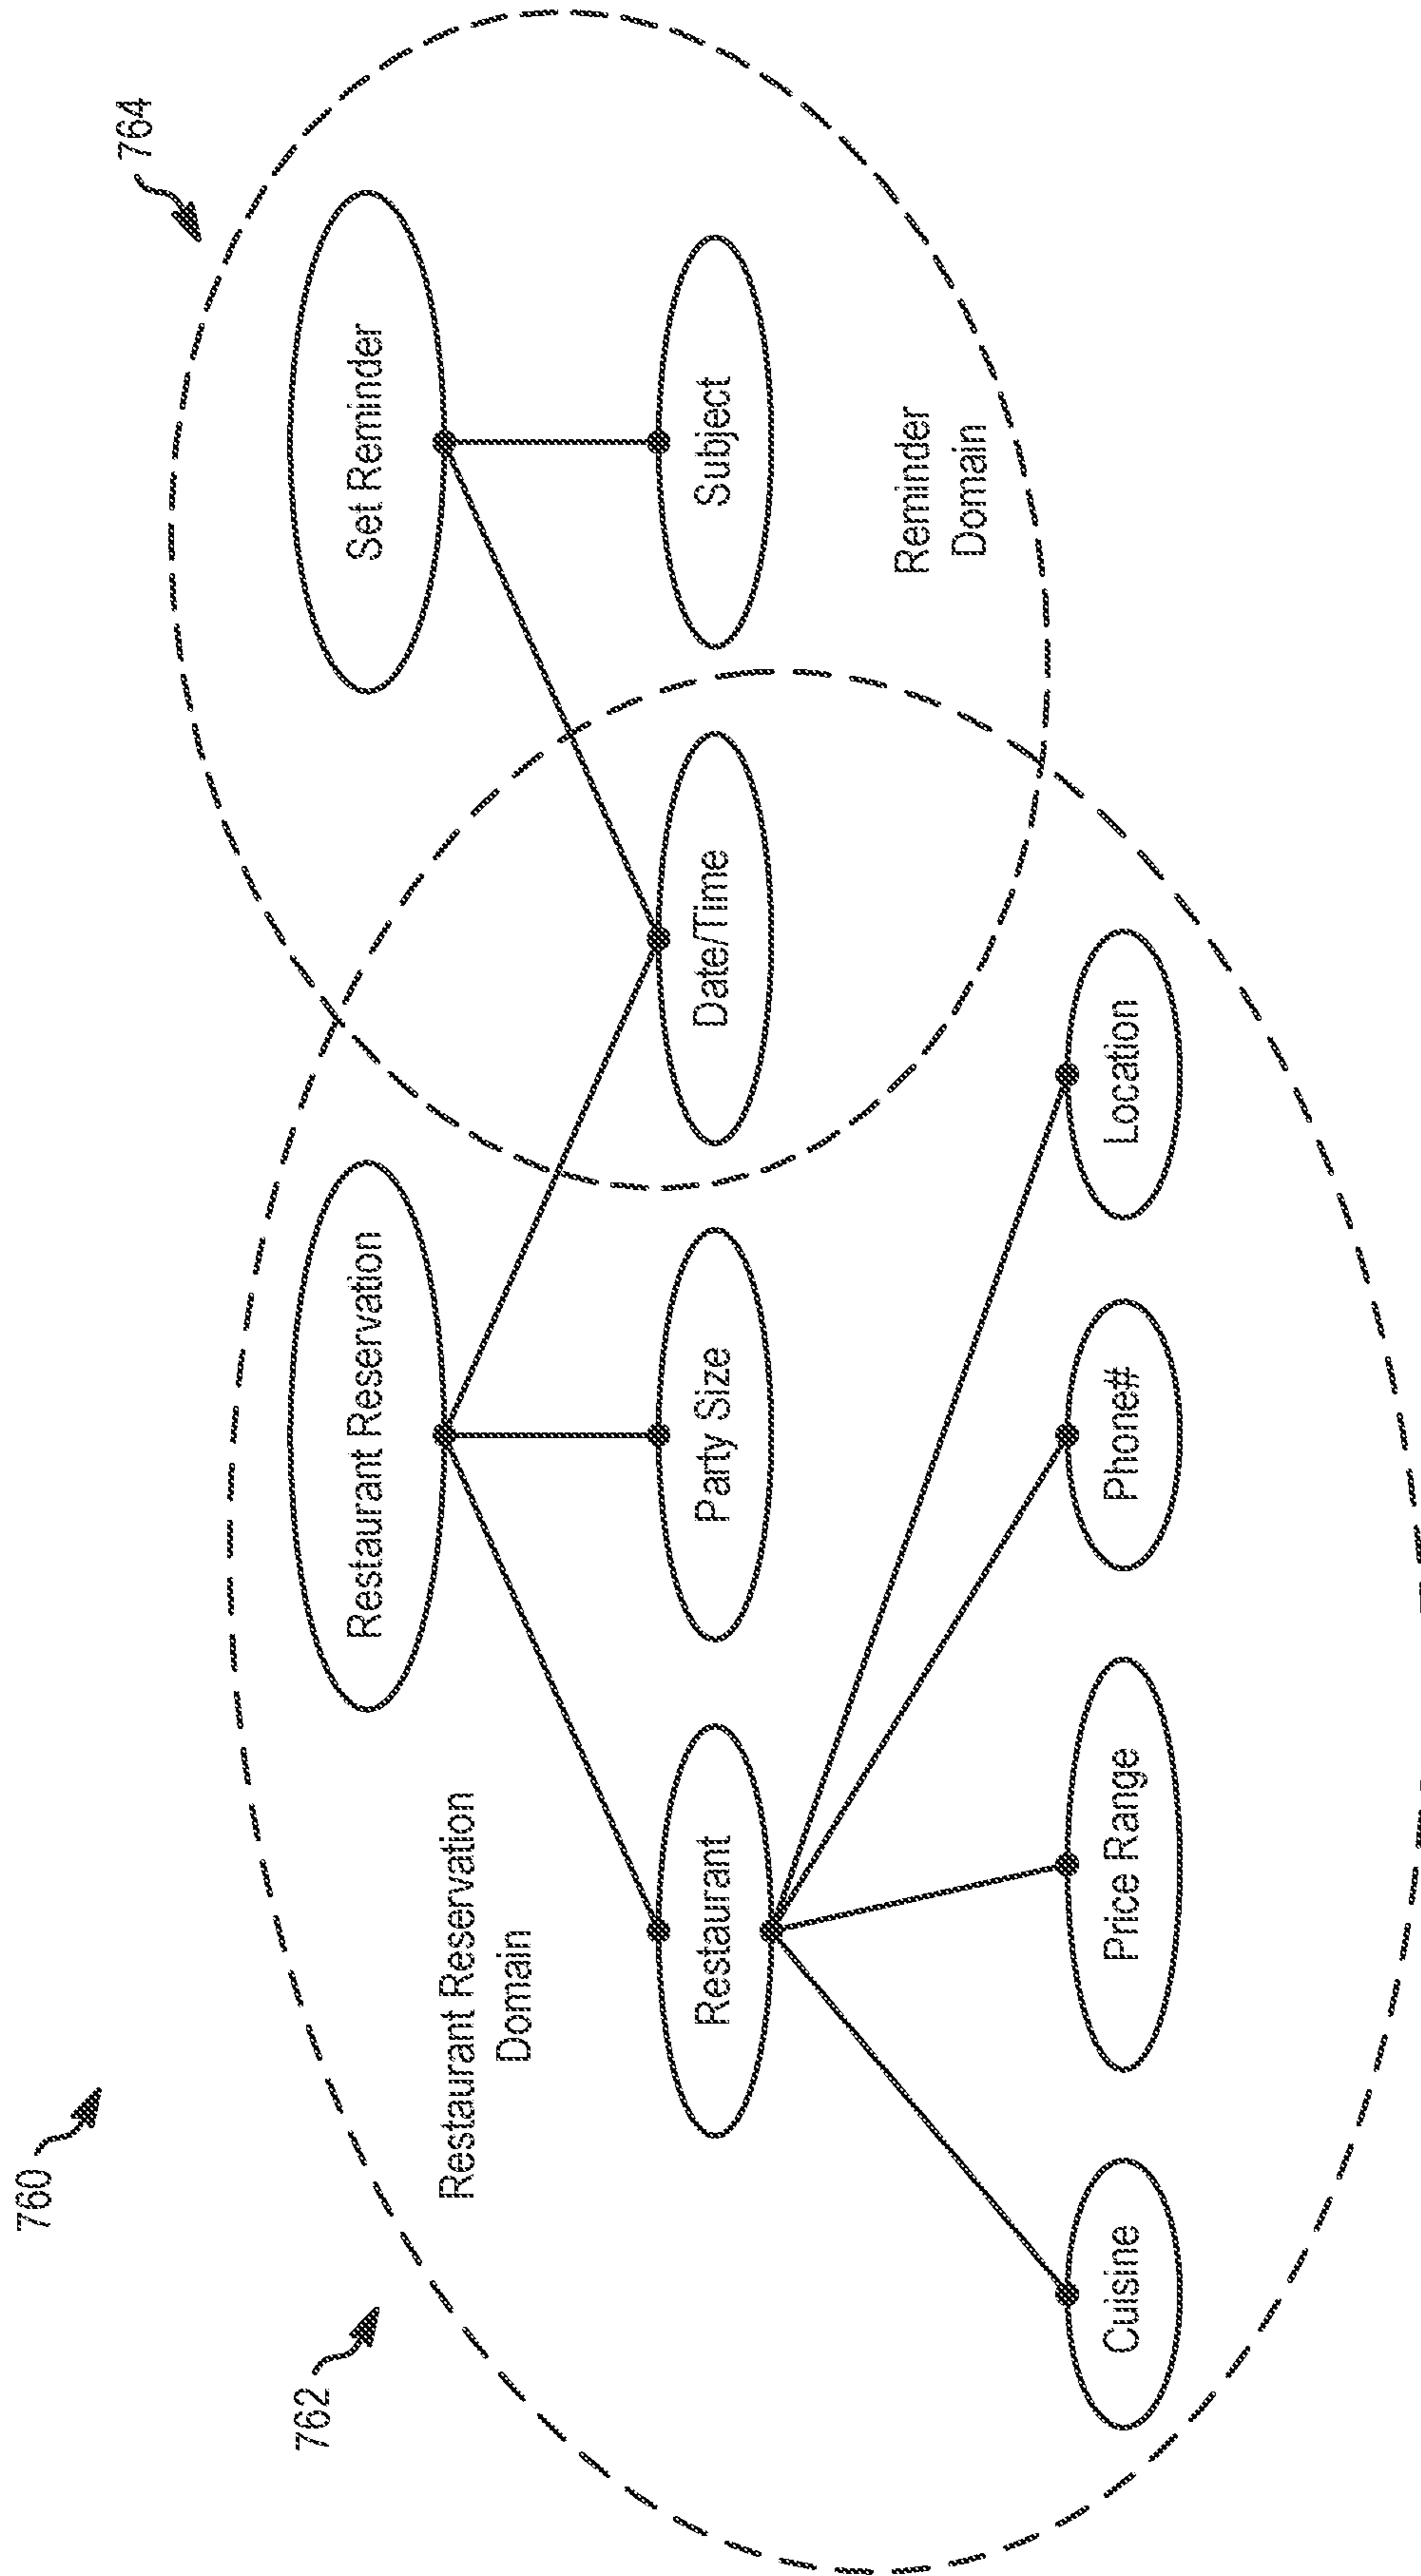 760
762
764
Restaurant Reservation
Set Reminder
Restaurant Reservation
Domain
Restaurant
Party Size
Date/Time
Subject
Reminder
Domain
Cuisine
Price Range
Phone#
Location